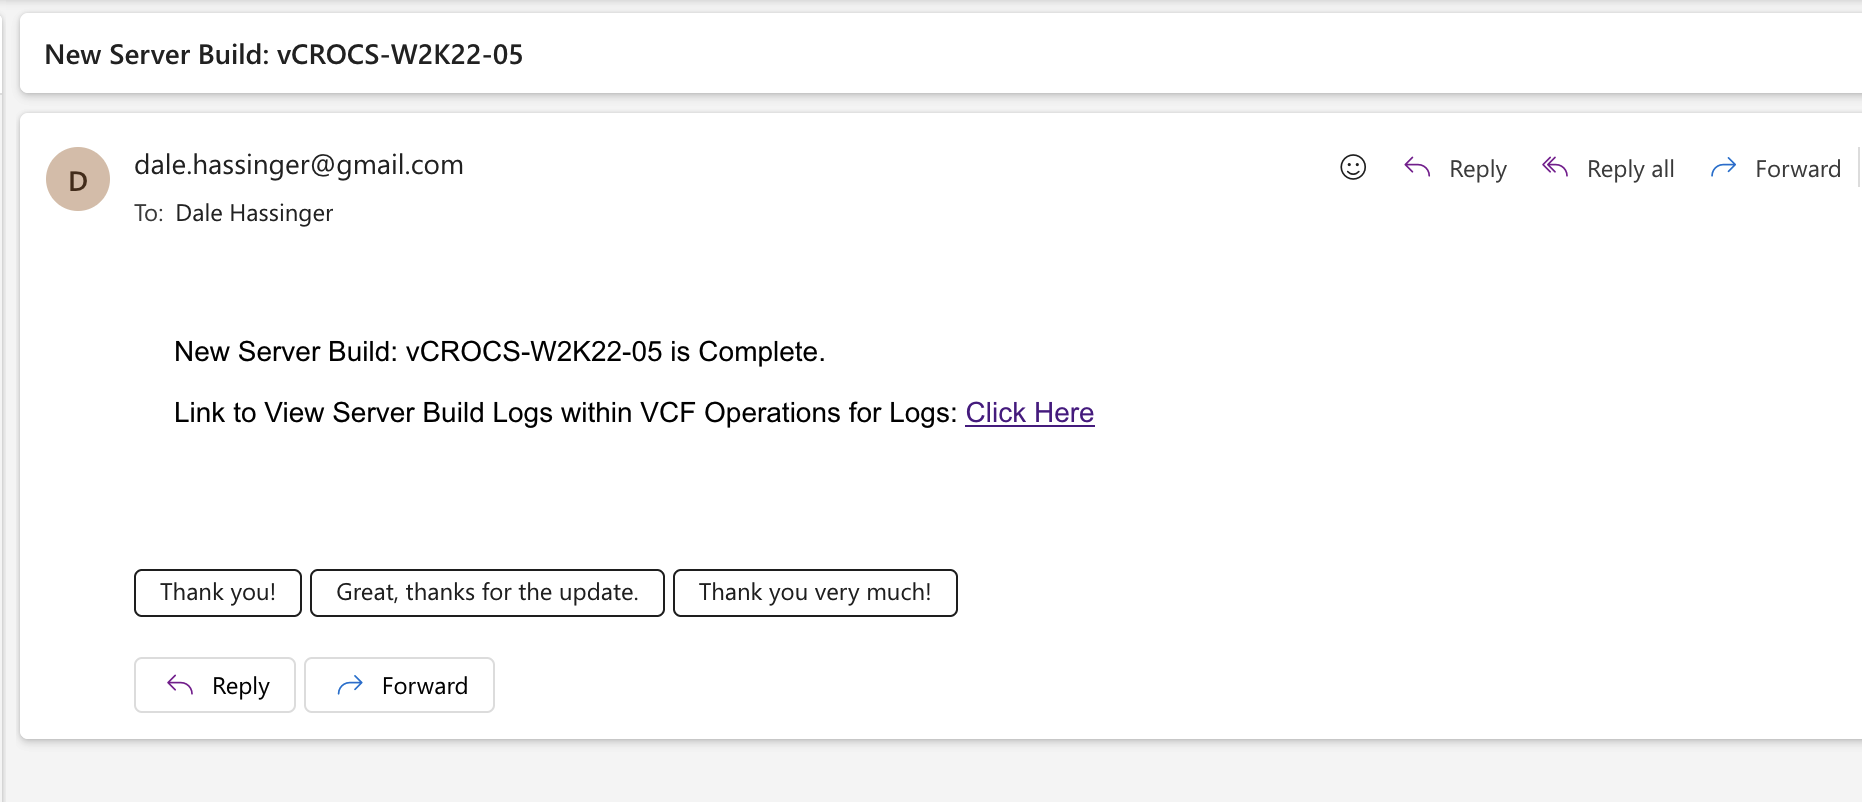 New Server Build: vCROCS-W2K22-05
D
dale.hassinger@gmail.com
Reply
Reply all
Forward
To: Dale Hassinger
New Server Build: vCROCS-W2K22-05 is Complete.
Link to View Server Build Logs within VCF Operations for Logs: Click Here
Thank you!
Great, thanks for the update.
Thank you very much!
Reply
Forward